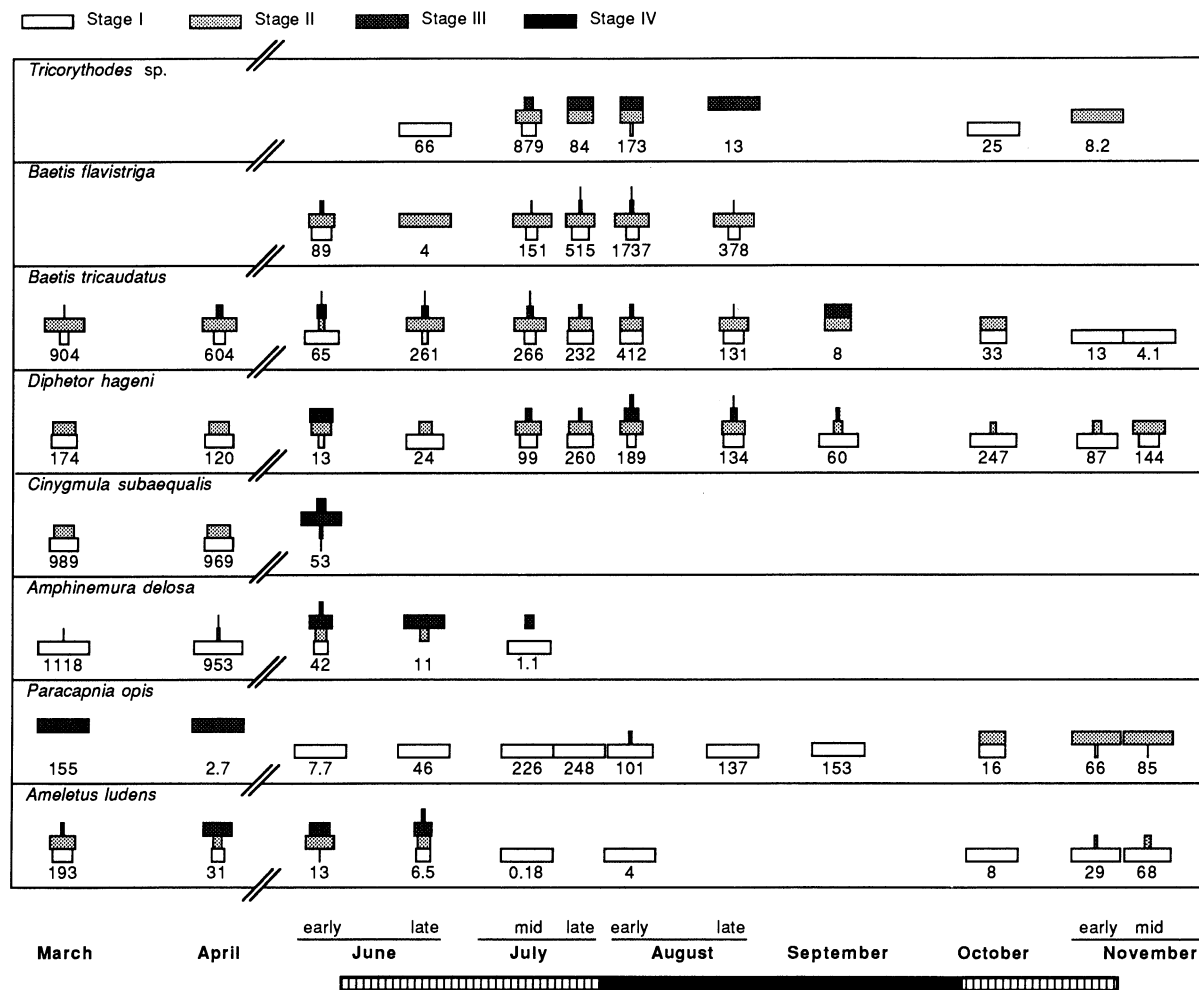 Stage I Stage II Stage III Stage IV
Tricorythodes sp.
66 879 84 173 13 25 8.2
Baetis flavistriga
89 4 151 515 1737 378
Baetis tricaudatus
904 604 65 261 266 232 412 131 8 33 13 4.1
Diphetor hageni
174 120 13 24 99 260 189 134 60 247 87 144
Cinygmula subaequalis
989 969 53
Amphinemura delosa
1118 953 42 11 1.1
Paracapnia opis
155 2.7 7.7 46 226 248 101 137 153 16 66 85
Ameletus ludens
193 31 13 6.5 0.18 4 8 29 68
early late mid late early late early mid
March April June July August September October November